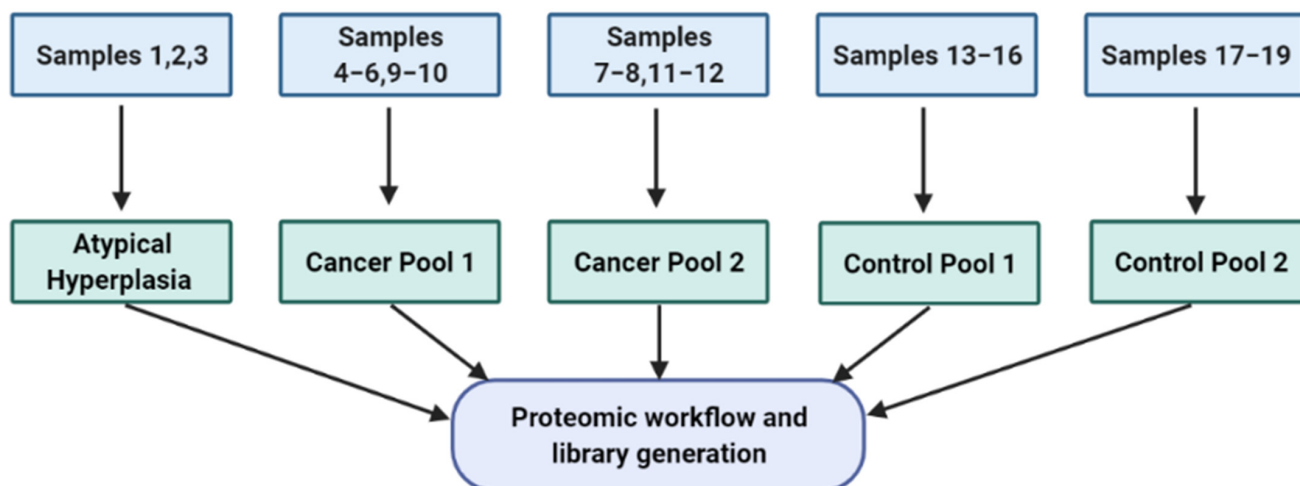 Samples 1,2,3
Samples
4–6,9–10
Samples
7–8,11–12
Samples 13–16
Samples 17–19
Atypical
Hyperplasia
Cancer Pool 1
Cancer Pool 2
Control Pool 1
Control Pool 2
Proteomic workflow and
library generation